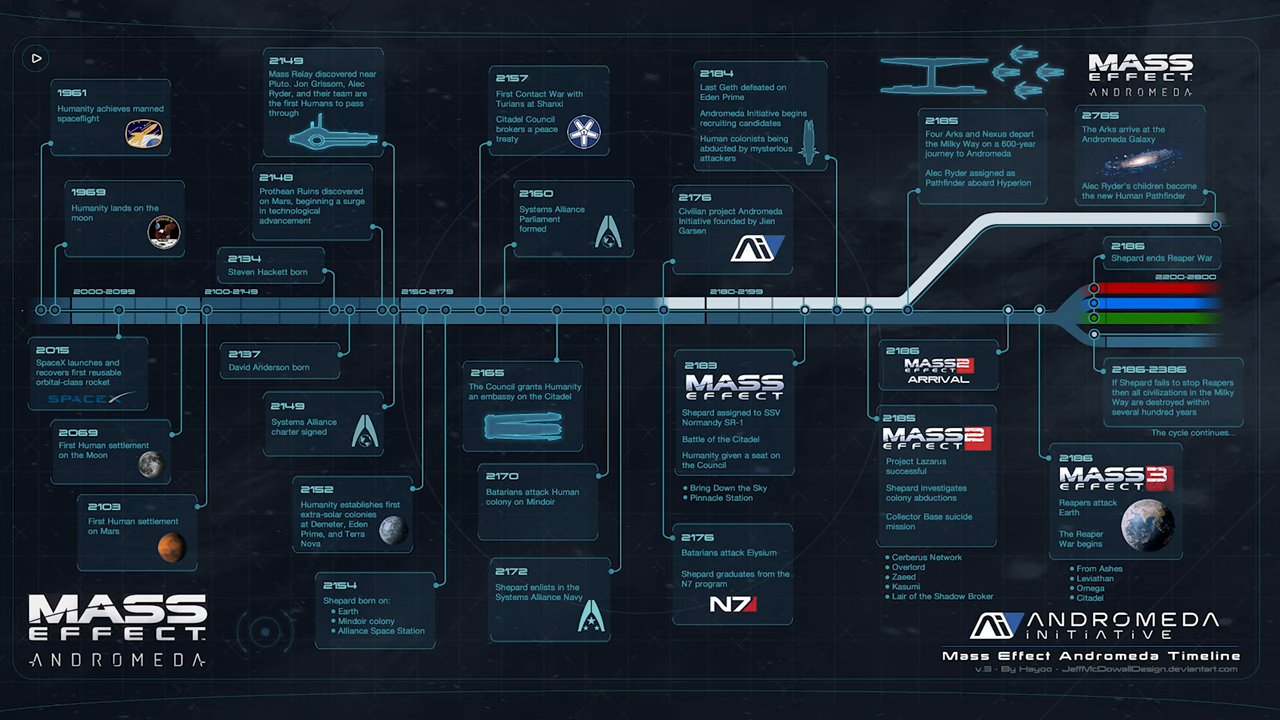 1961
Humanity achieves manned
spaceflight
1969
Humanity lands on the
moon
2149
Mass Relay discovered near
Pluto. Jon Grissom, Alec
Ryder, and their team are
the first Humans to pass
through
2148
Prothean Ruins discovered
on Mars, beginning a surge
in technological
advancement
2134
Steven Hackett born
2157
First Contact War with
Turians at Shanxi
Citadel Council
brokers a peace
treaty
2160
Systems Alliance
Parliament
formed
2184
Last Geth defeated on
Eden Prime
Andromeda Initiative begins
recruiting candidates
Human colonists being
abducted by mysterious
attackers
2176
Civilian project Andromeda
Initiative founded by Jien
Garsen
Ai
MASS
EFFECT
ANDROMEDA
2185
Four Arks and Nexus depart
the Milky Way on a 600-year
journey to Andromeda
Alec Ryder assigned as
Pathfinder aboard Hyperion
2785
The Arks arrive at the
Andromeda Galaxy
Alec Ryder's children become
the new Human Pathfinder
2186
Shepard ends Reaper War
2200-2800
2000-2099
2100-2149
2150-2179
2180-2199
2015
SpaceX launches and
recovers first reusable
orbital-class rocket
SPACEX
2069
First Human settlement
on the Moon
2103
First Human settlement
on Mars
2137
David Anderson born
2149
Systems Alliance
charter signed
2152
Humanity establishes first
extra-solar colonies
at Demeter, Eden
Prime, and Terra
Nova
2154
Shepard born on:
• Earth
• Mindoir colony
• Alliance Space Station
2165
The Council grants Humanity
an embassy on the Citadel
2170
Batarians attack Human
colony on Mindoir
2172
Shepard enlists in the
Systems Alliance Navy
2183
MASS
EFFECT
Shepard assigned to SSV
Normandy SR-1
Battle of the Citadel
Humanity given a seat on
the Council
• Bring Down the Sky
• Pinnacle Station
2176
Batarians attack Elysium
Shepard graduates from the
N7 program
N7
2186
MASS 2
EFFECT
ARRIVAL
2185
MASS 2
EFFECT
Project Lazarus
successful
Shepard investigates
colony abductions
Collector Base suicide
mission
• Cerberus Network
• Overlord
• Zaeed
• Kasumi
• Lair of the Shadow Broker
2186-2386
If Shepard fails to stop Reapers
then all civilizations in the Milky
Way are destroyed within
several hundred years
The cycle continues...
2186
MASS 3
EFFECT
Reapers attack
Earth
The Reaper
War begins
• From Ashes
• Leviathan
• Omega
• Citadel
MASS
EFFECT
ANDROMEDA
Ai ANDROMEDA
INITIATIVE
Mass Effect Andromeda Timeline
v.3 - By Haydo - JeffMcDowallDesign.deviantart.com